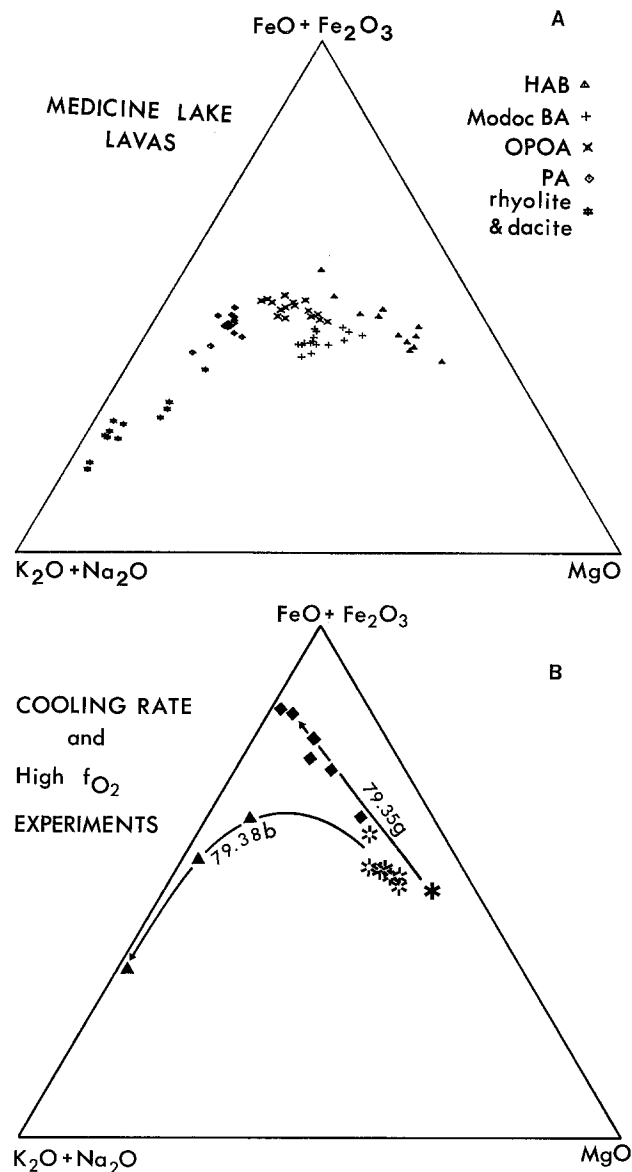 A
FeO + Fe2O3
MEDICINE LAKE
LAVAS
HAB
Modoc BA
OPOA
PA
rhyolite
& dacite
K2O + Na2O
MgO
FeO + Fe2O3
B
COOLING RATE
and
High fO2
EXPERIMENTS
79.35g
79.38b
K2O + Na2O
MgO